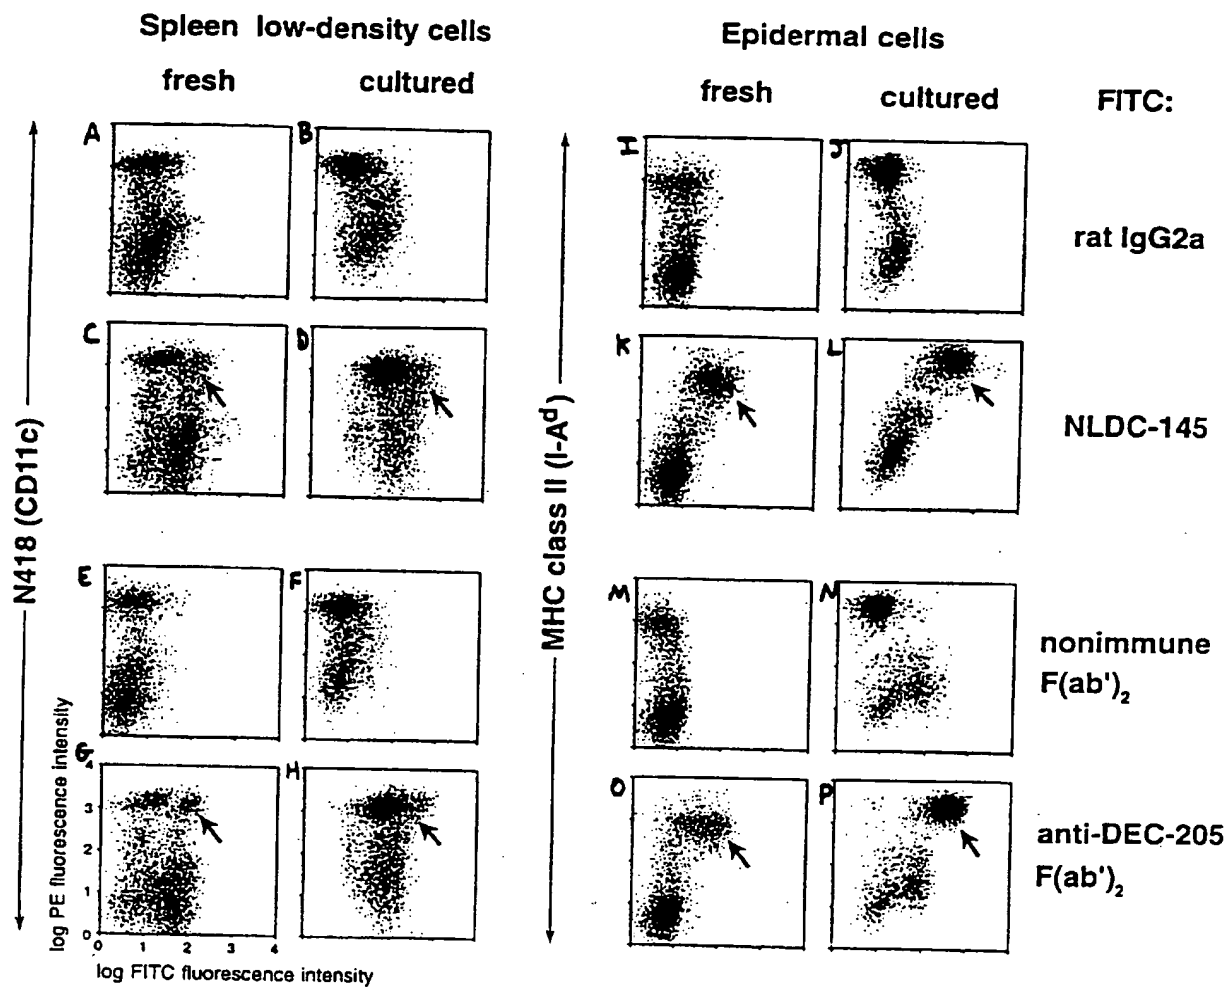 Spleen low-density cells
Epidermal cells
fresh
cultured
fresh
cultured
FITC:
A
B
I
J
rat IgG2a
C
D
K
L
NLDC-145
N418 (CD11c)
MHC class II (I-Aᵈ)
E
F
M
N
nonimmune
F(ab')₂
G
H
O
P
anti-DEC-205
F(ab')₂
log PE fluorescence intensity
4
3
2
1
0
0 1 2 3 4
log FITC fluorescence intensity